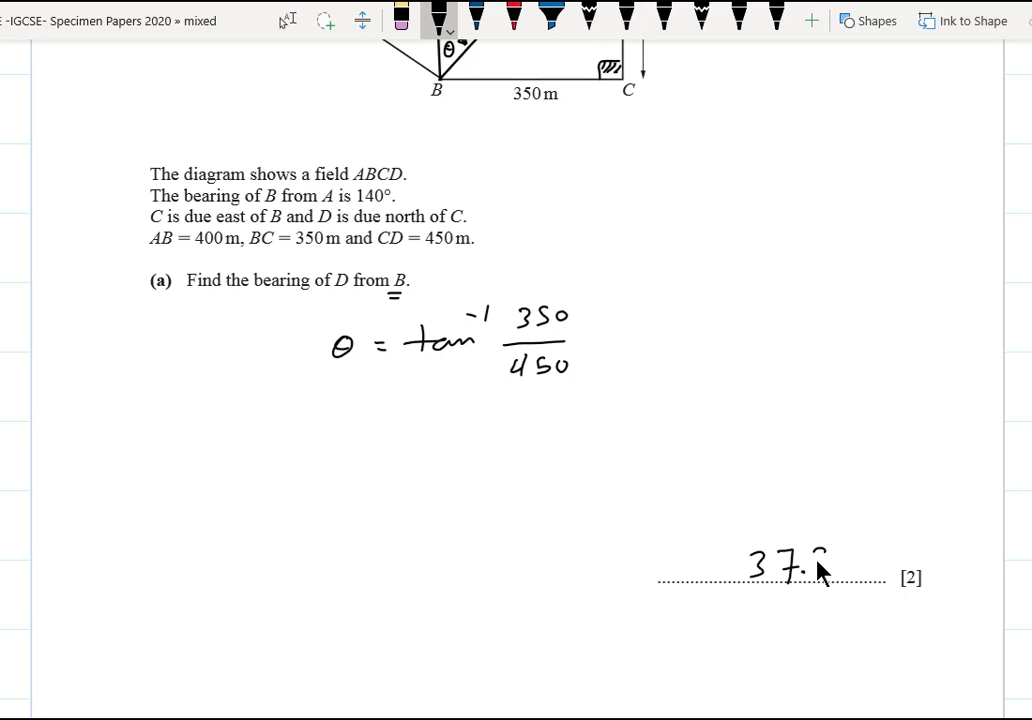 E -IGCSE- Specimen Papers 2020 » mixed
Shapes
Ink to Shape
θ
B
350 m
C
The diagram shows a field ABCD.
The bearing of B from A is 140°.
C is due east of B and D is due north of C.
AB = 400 m, BC = 350 m and CD = 450 m.
(a) Find the bearing of D from B.
θ = tan⁻¹ 350
450
37.
[2]